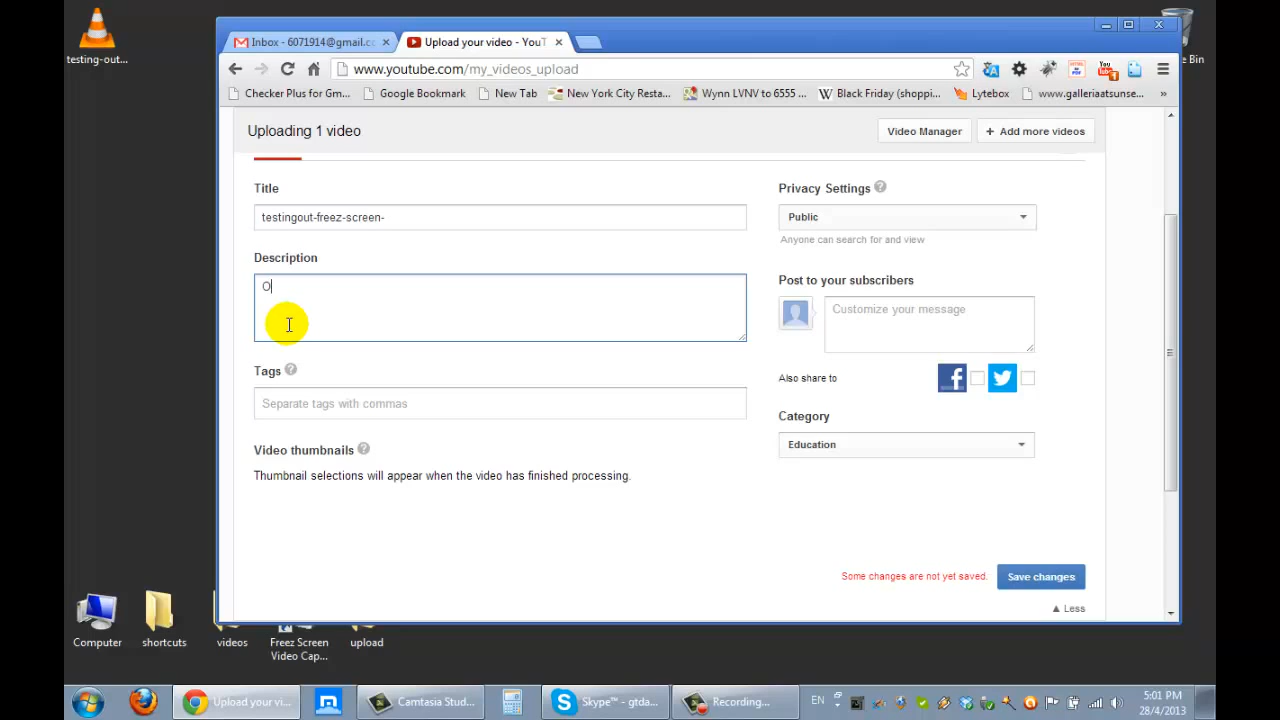 testing-out...
Inbox - 6071914@gmail.c
Upload your video - YouT
www.youtube.com/my_videos_upload
Checker Plus for Gm...
Google Bookmark
New Tab
New York City Resta...
Wynn LVNV to 6555 ...
Black Friday (shoppi...
Lytebox
www.galleriaatsunse...
»
Bin
Uploading 1 video
Video Manager
+ Add more videos
Title
testingout-freez-screen-
Description
O
Tags
Separate tags with commas
Video thumbnails
Thumbnail selections will appear when the video has finished processing.
Privacy Settings
Public
Anyone can search for and view
Post to your subscribers
Customize your message
Also share to
Category
Education
Some changes are not yet saved.
Save changes
Less
Computer
shortcuts
videos
Freez Screen
Video Cap...
upload
Upload your vi...
Camtasia Stud...
Skype™ - gtda...
Recording...
EN
5:01 PM
28/4/2013